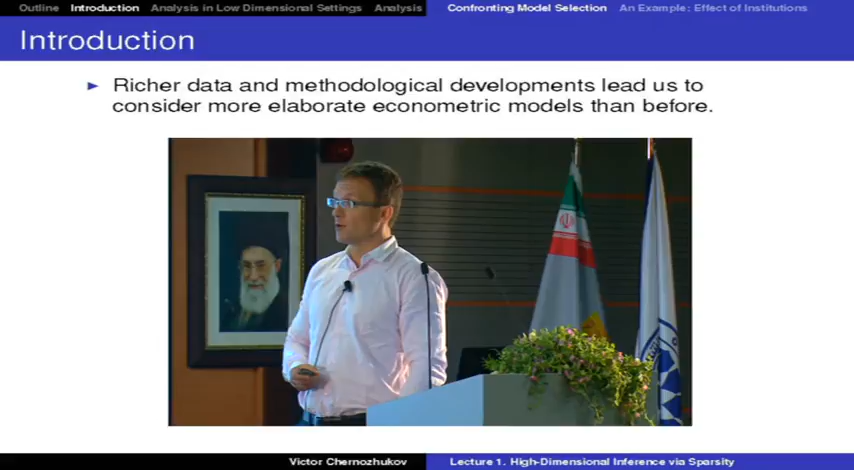 Outline Introduction Analysis in Low Dimensional Settings Analysis Confronting Model Selection An Example: Effect of Institutions
Introduction
Richer data and methodological developments lead us to
consider more elaborate econometric models than before.
Victor Chernozhukov Lecture 1. High-Dimensional Inference via Sparsity